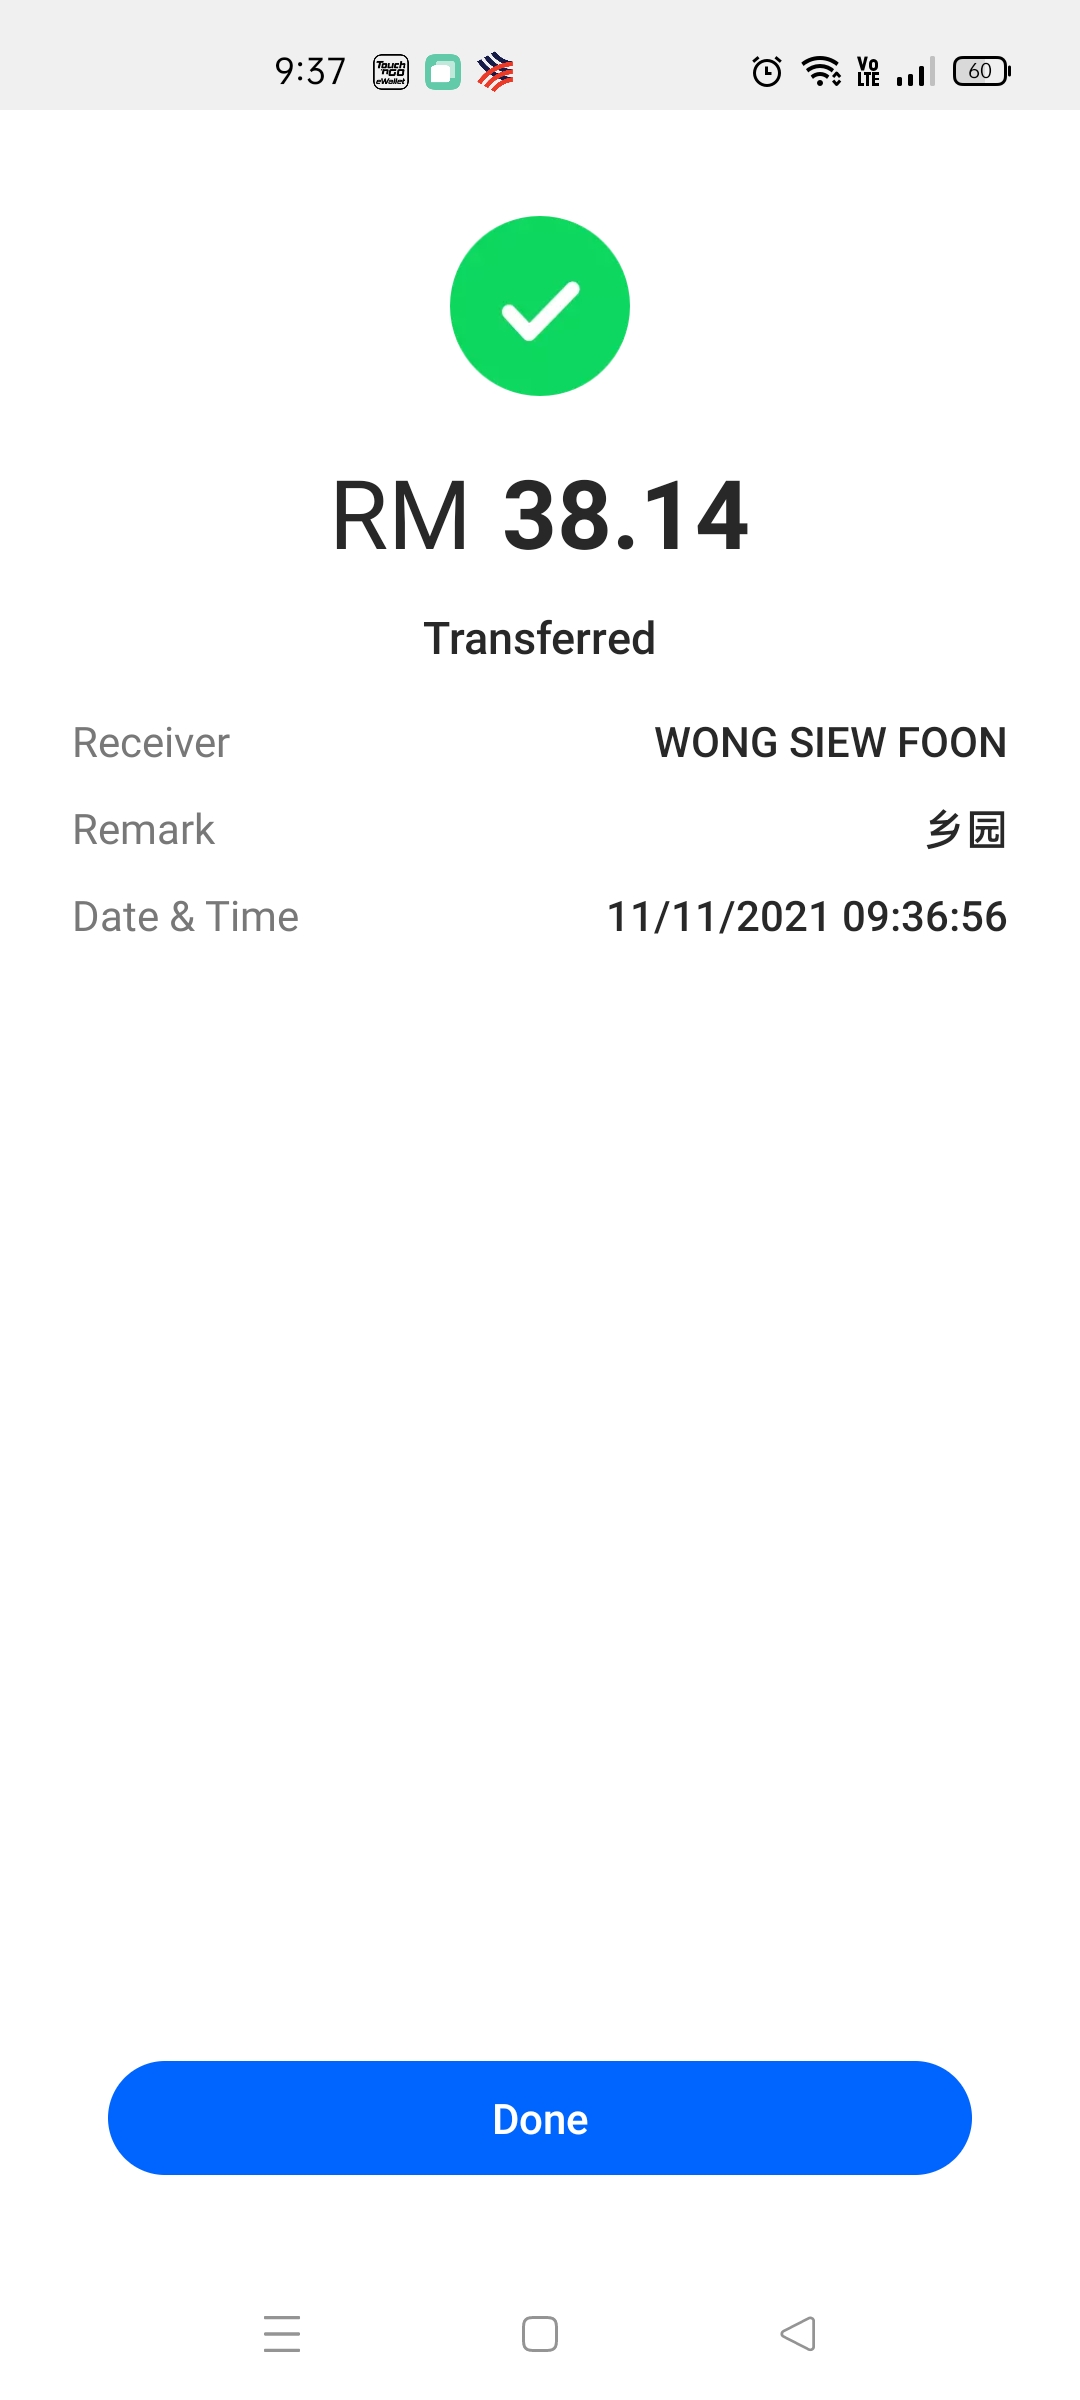 9:37 Touch 'nGO eWallet Vo LTE 60
RM 38.14
Transferred
Receiver WONG SIEW FOON
Remark 乡园
Date & Time 11/11/2021 09:36:56
Done